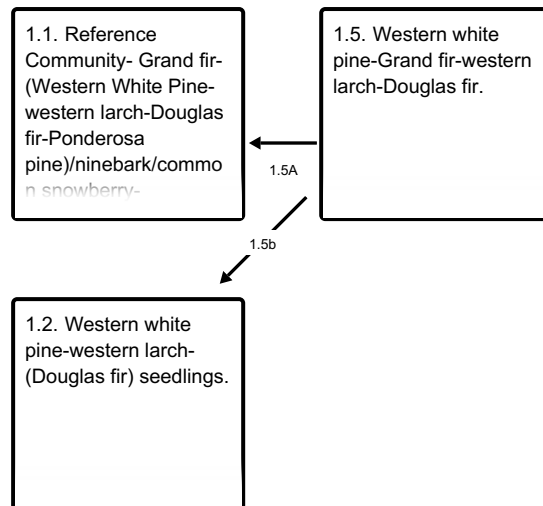 1.1. Reference
Community- Grand fir-
(Western White Pine-
western larch-Douglas
fir-Ponderosa
pine)/ninebark/commo
n snowberry-
1.5. Western white
pine-Grand fir-western
larch-Douglas fir.
1.5A
1.5b
1.2. Western white
pine-western larch-
(Douglas fir) seedlings.